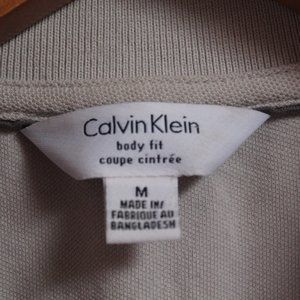 Calvin Klein
body fit
coupe cintrée
M
MADE IN/
FABRIQUE AU
BANGLADESH